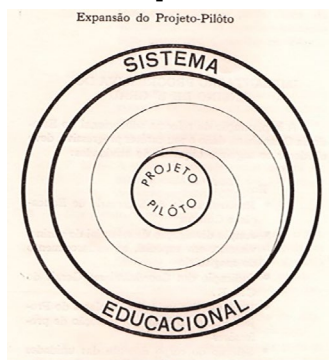 Expansão do Projeto-Pilôto
SISTEMA
PROJETO
PILÔTO
EDUCACIONAL